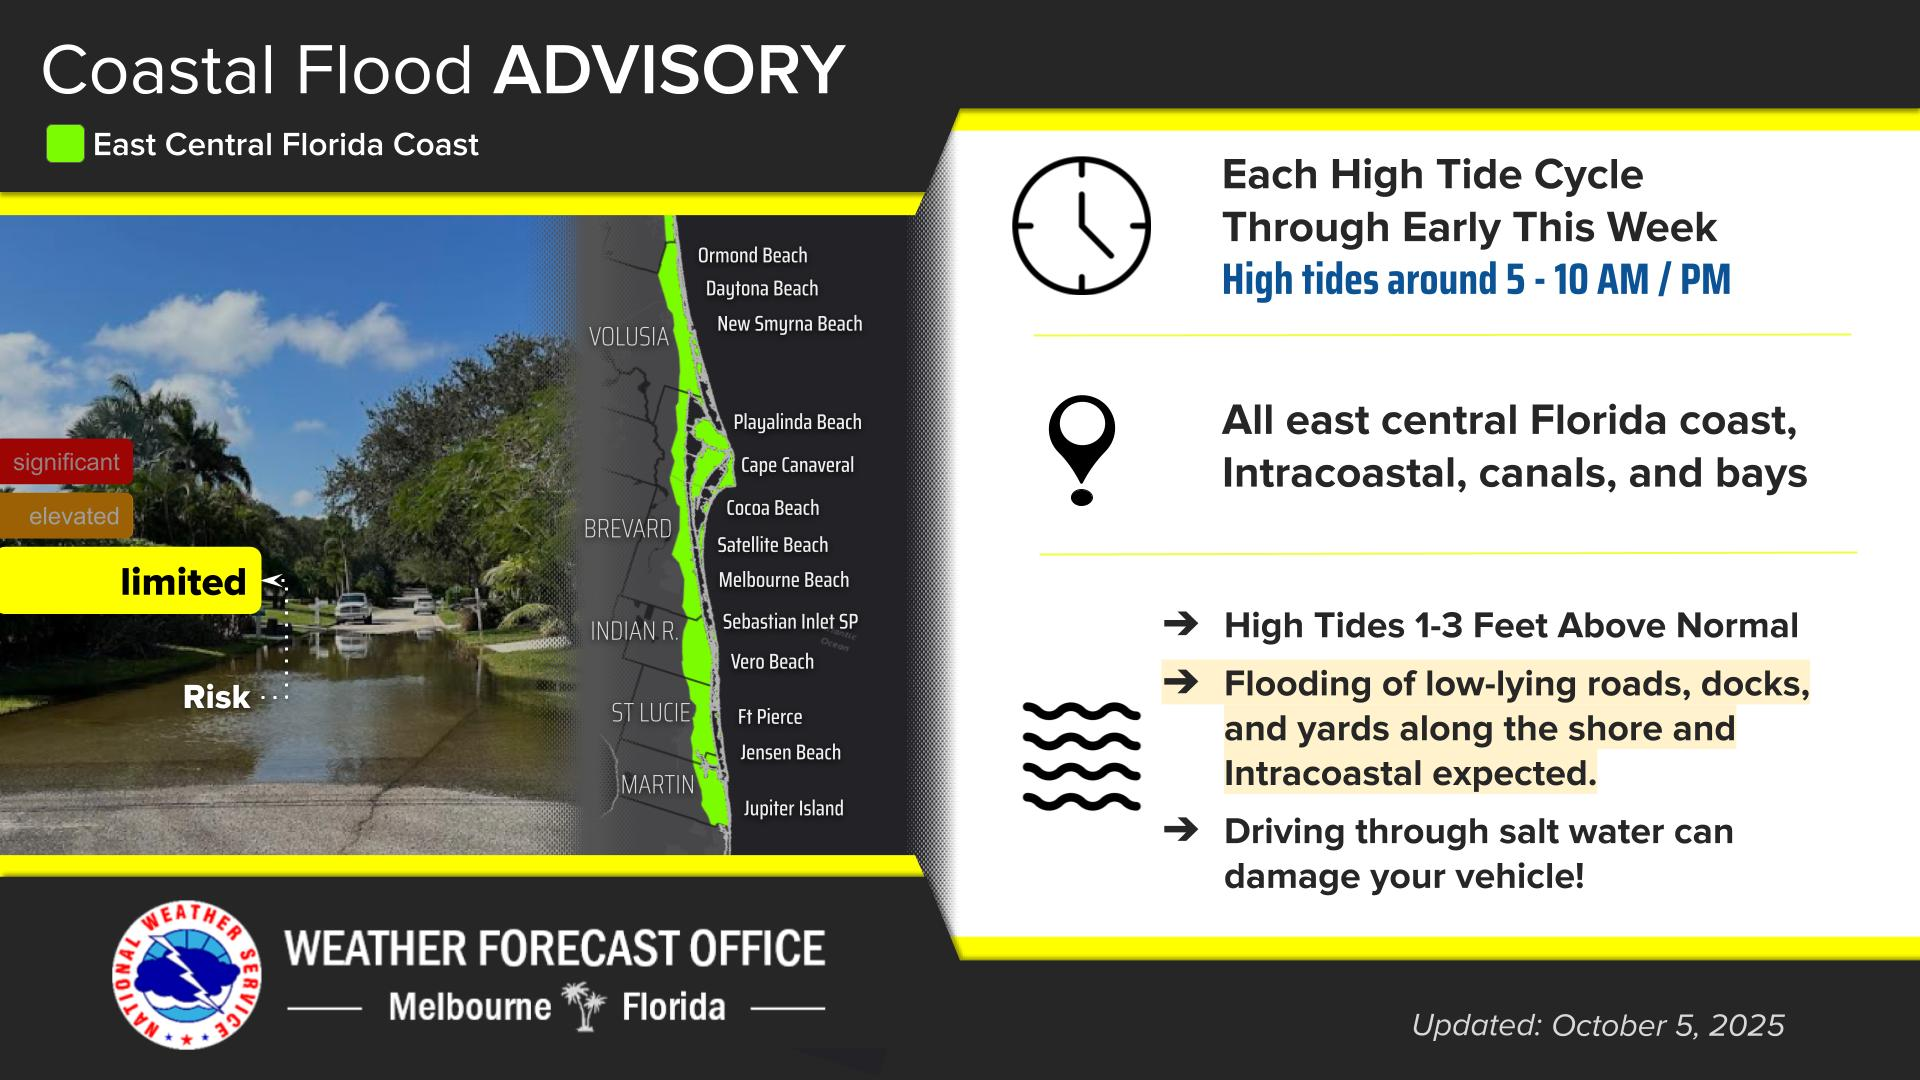 Coastal Flood ADVISORY
East Central Florida Coast
significant
elevated
limited
Risk
VOLUSIA
BREVARD
INDIAN R.
ST LUCIE
MARTIN
Ormond Beach
Daytona Beach
New Smyrna Beach
Playalinda Beach
Cape Canaveral
Cocoa Beach
Satellite Beach
Melbourne Beach
Sebastian Inlet SP
Atlantic
Ocean
Vero Beach
Ft Pierce
Jensen Beach
Jupiter Island
Each High Tide Cycle
Through Early This Week
High tides around 5 - 10 AM / PM
All east central Florida coast,
Intracoastal, canals, and bays
➔ High Tides 1-3 Feet Above Normal
➔ Flooding of low-lying roads, docks,
and yards along the shore and
Intracoastal expected.
➔ Driving through salt water can
damage your vehicle!
NATIONAL WEATHER SERVICE
WEATHER FORECAST OFFICE
Melbourne Florida
Updated: October 5, 2025